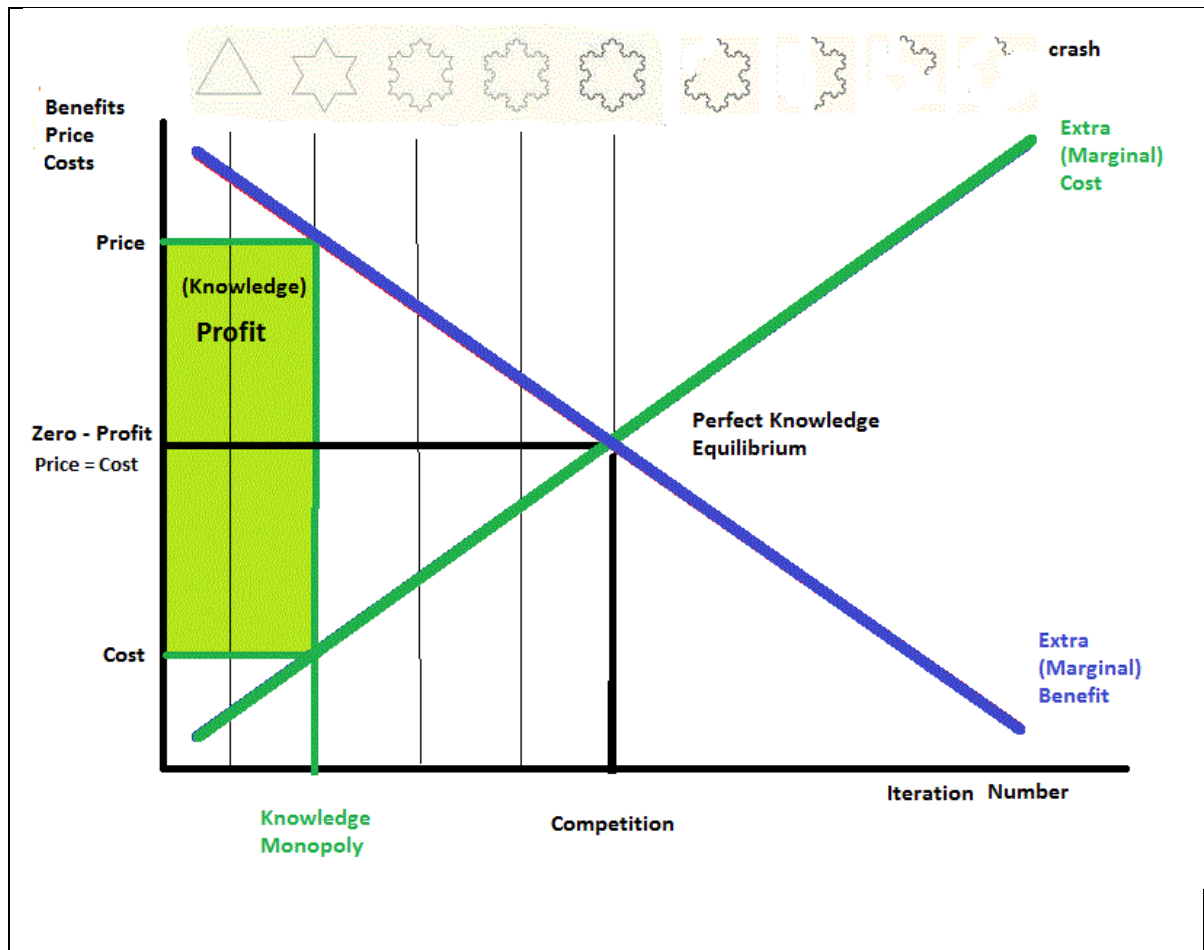 crash
Benefits
Price
Costs
Extra
(Marginal)
Cost
Price
(Knowledge)
Profit
Zero - Profit
Price = Cost
Perfect Knowledge
Equilibrium
Cost
Extra
(Marginal)
Benefit
Iteration Number
Knowledge
Monopoly
Competition